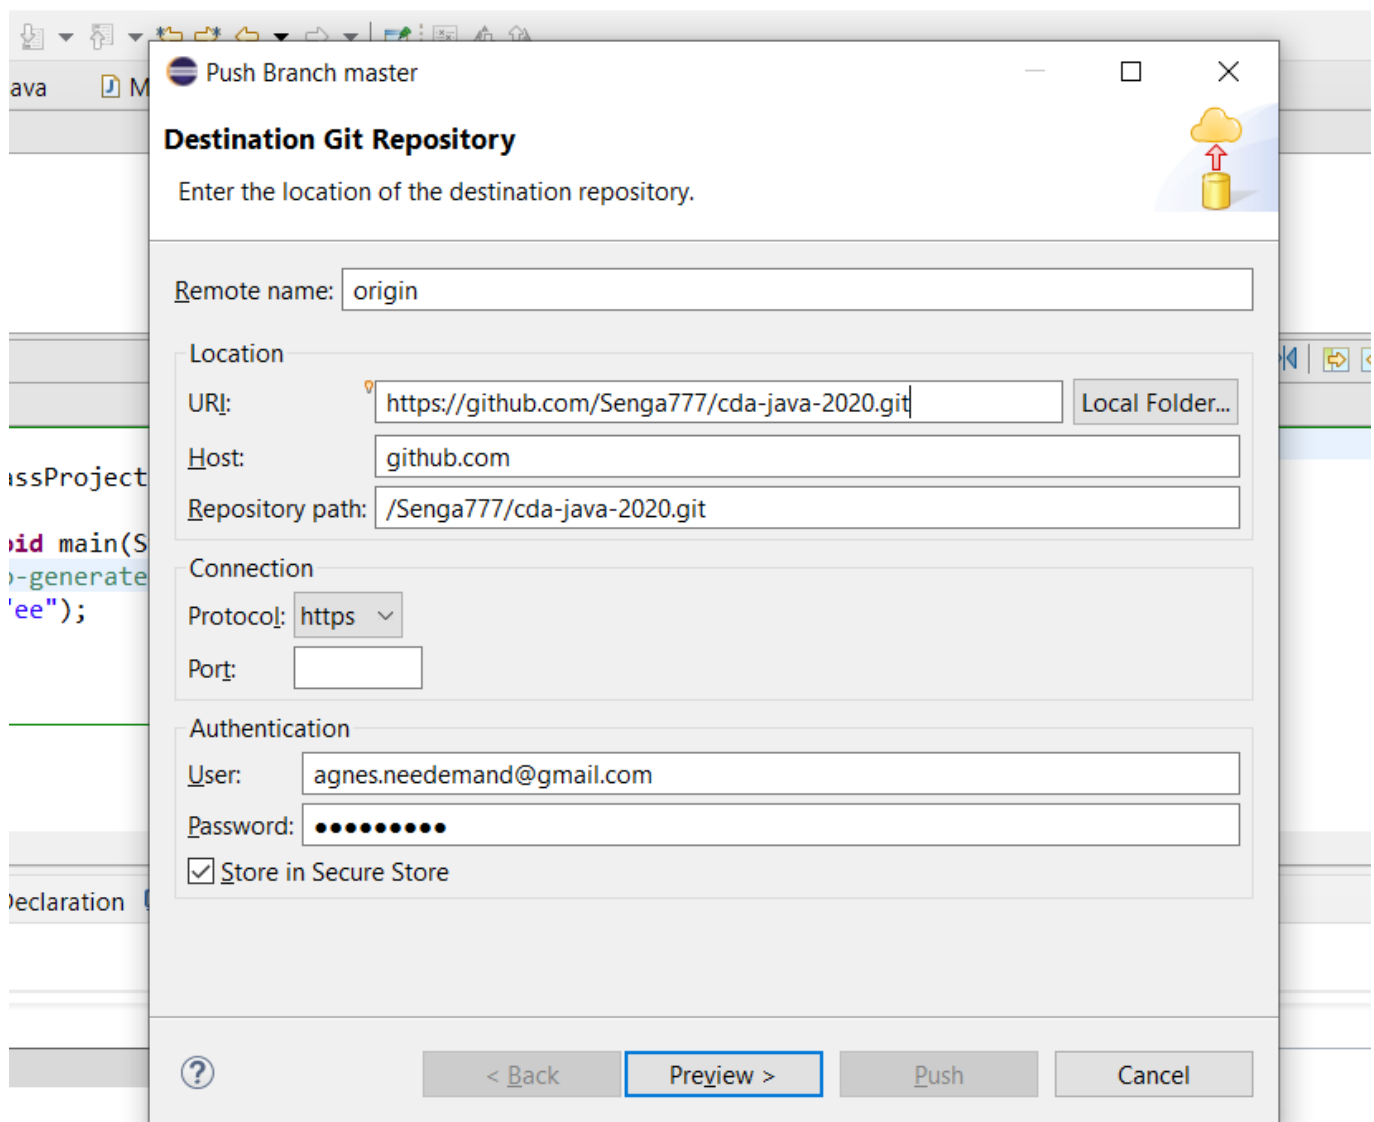 Push Branch master
ava
M
Destination Git Repository
Enter the location of the destination repository.
Remote name: origin
Location
URI: https://github.com/Senga777/cda-java-2020.git Local Folder...
Host: github.com
assProject
Repository path: /Senga777/cda-java-2020.git
oid main(S
Connection
o-generate
'ee");
Protocol: https
Port:
Authentication
User: agnes.needemand@gmail.com
Password: ●●●●●●●●●
Store in Secure Store
Declaration
? < Back Preview > Push Cancel